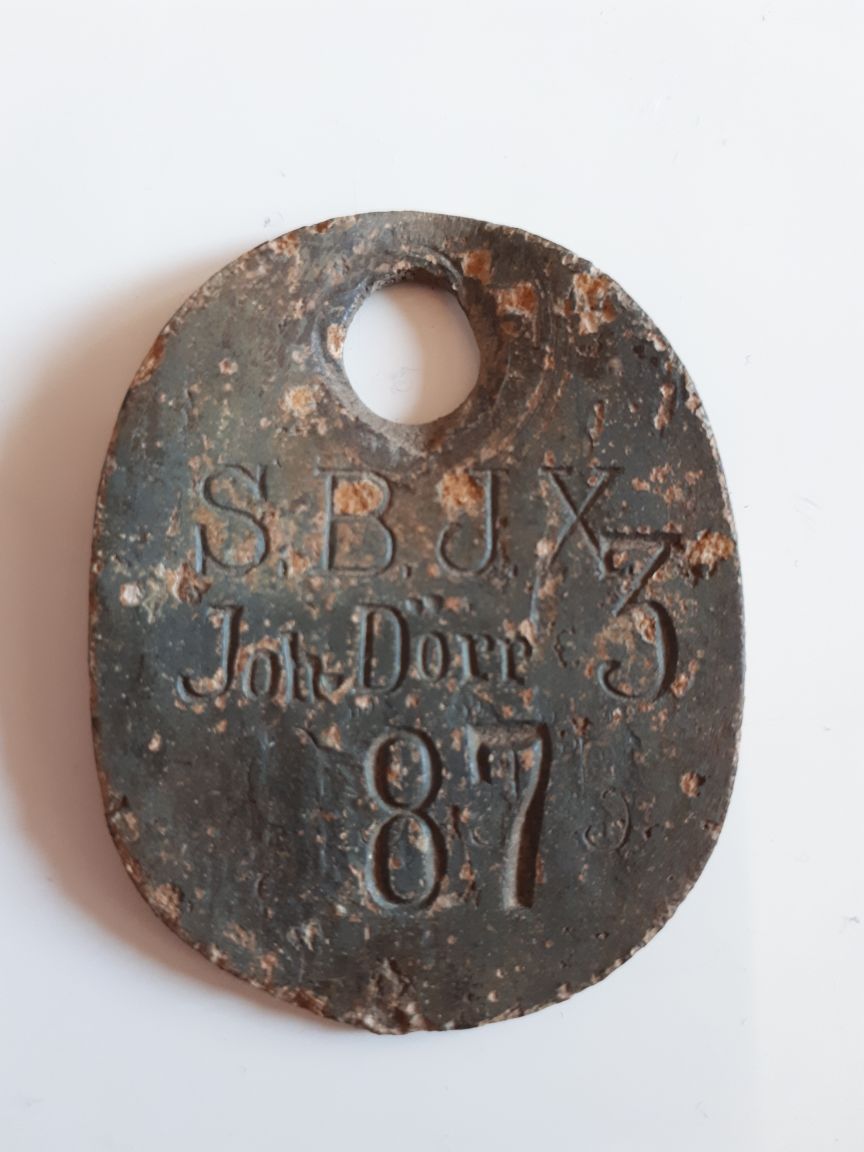 S.B.J.X
3
Joh. Dörr
87